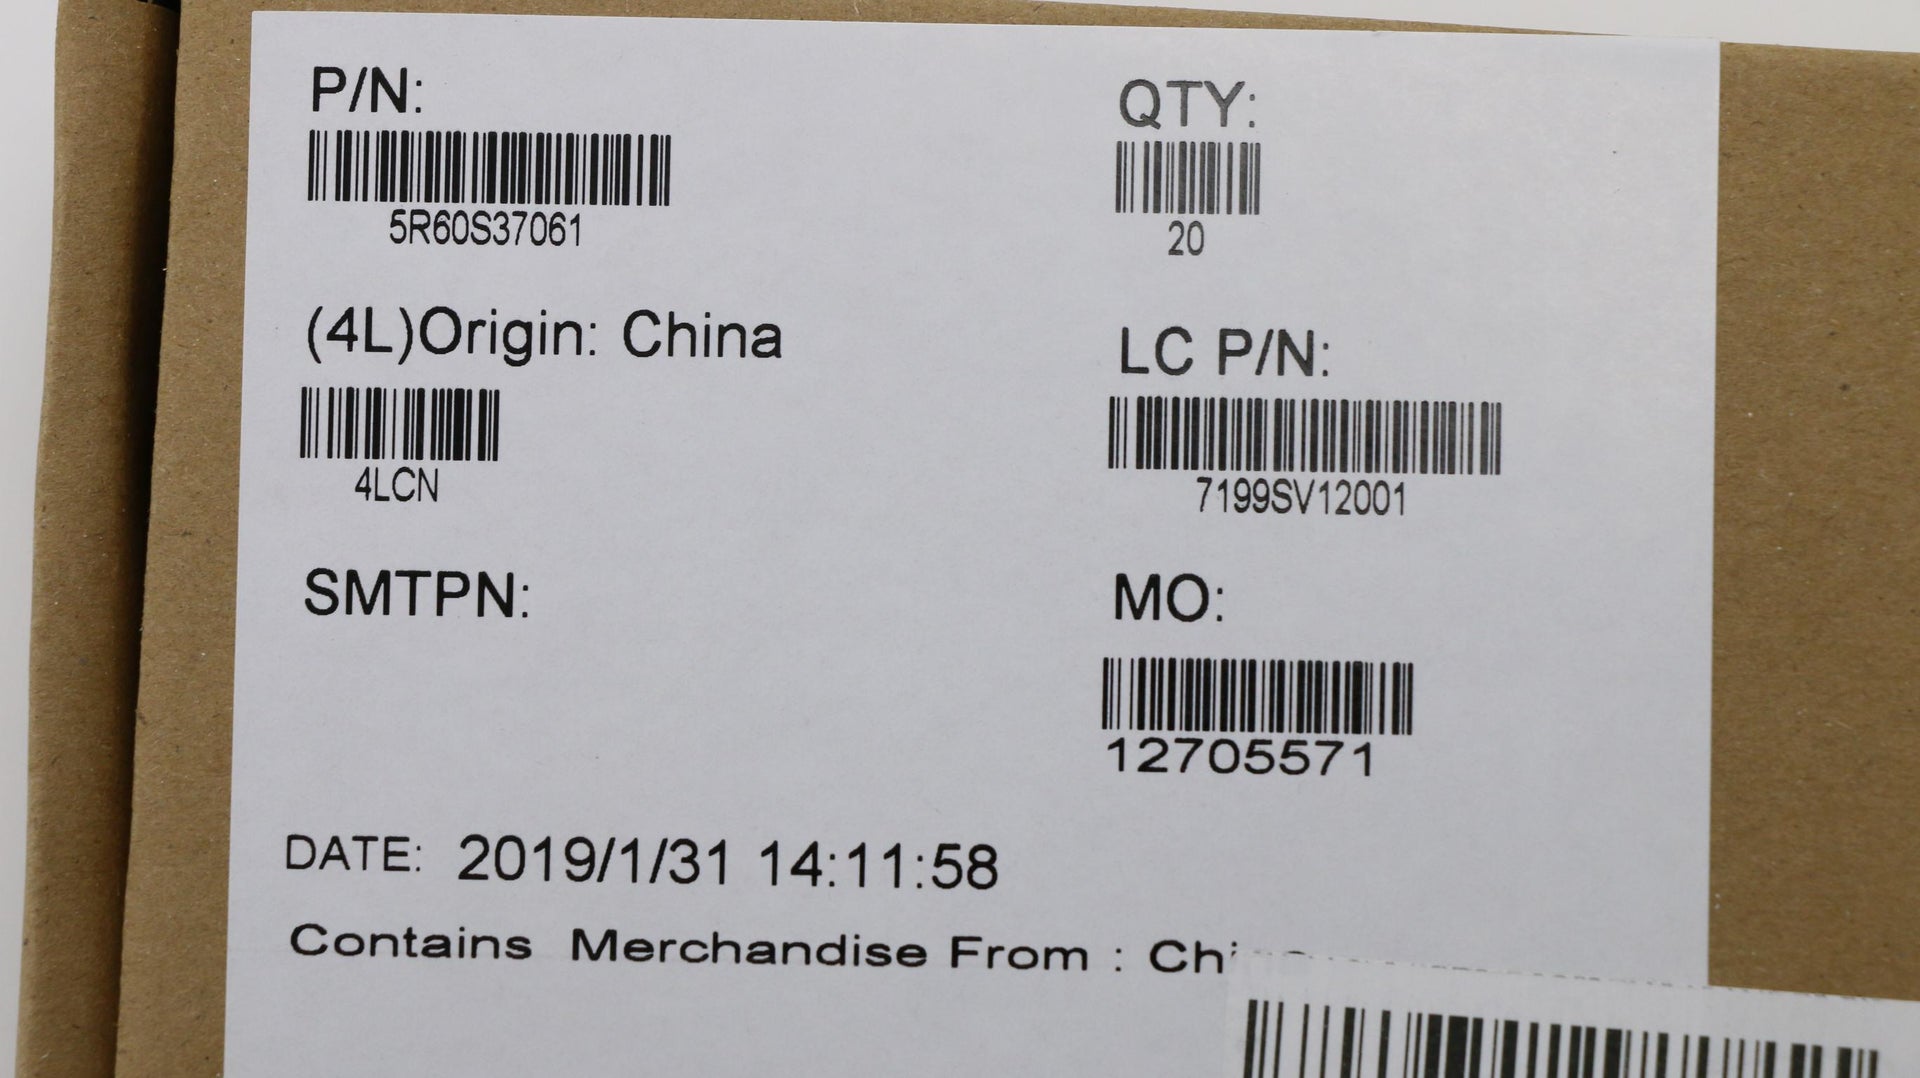 P/N:
5R60S37061
QTY:
20
(4L)Origin: China
4LCN
LC P/N:
7199SV12001
SMTPN:
MO:
12705571
DATE: 2019/1/31 14:11:58
Contains Merchandise From : China